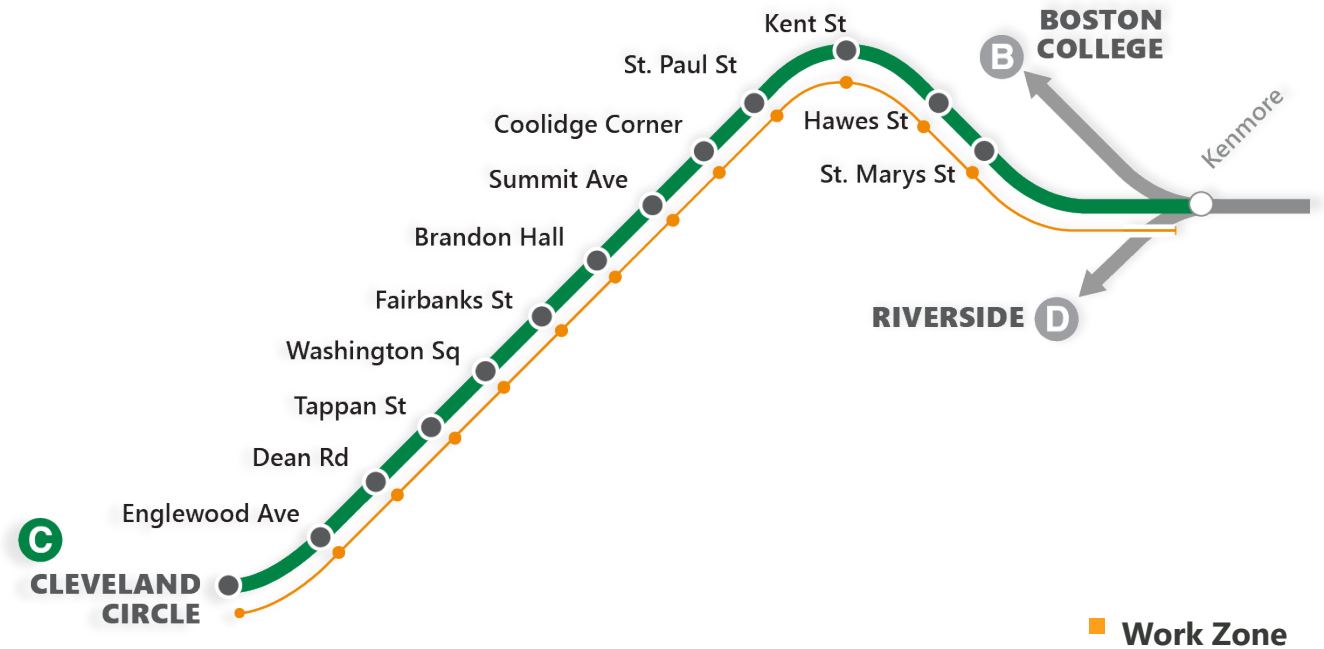 Kent St
BOSTON
B
COLLEGE
St. Paul St
Kenmore
Coolidge Corner
Hawes St
Summit Ave
St. Marys St
Brandon Hall
Fairbanks St
RIVERSIDE D
Washington Sq
Tappan St
Dean Rd
Englewood Ave
C
CLEVELAND
CIRCLE
Work Zone